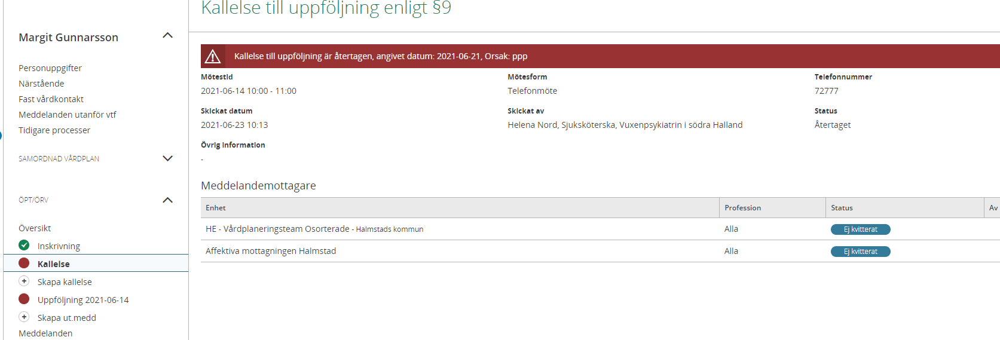 Kallelse till uppföljning enligt §9
Margit Gunnarsson
Personuppgifter
Närstående
Fast vårdkontakt
Meddelanden utanför vtf
Tidigare processer
SAMORDNAD VÅRDPLAN
ÖPT/ÖRV
Översikt
Inskrivning
Kallelse
Skapa kallelse
Uppföljning 2021-06-14
Skapa ut.medd
Meddelanden
Kallelse till uppföljning är återtagen, angivet datum: 2021-06-21, Orsak: ppp
Mötestid Mötesform Telefonnummer
2021-06-14 10:00 - 11:00 Telefonmöte 72777
Skickat datum Skickat av Status
2021-06-23 10:13 Helena Nord, Sjuksköterska, Vuxenpsykiatrin i södra Halland Återtaget
Övrig information
-
Meddelandemottagare
Enhet Profession Status Av
HE - Vårdplaneringsteam Osorterade - Halmstads kommun Alla Ej kvitterat
Affektiva mottagningen Halmstad Alla Ej kvitterat